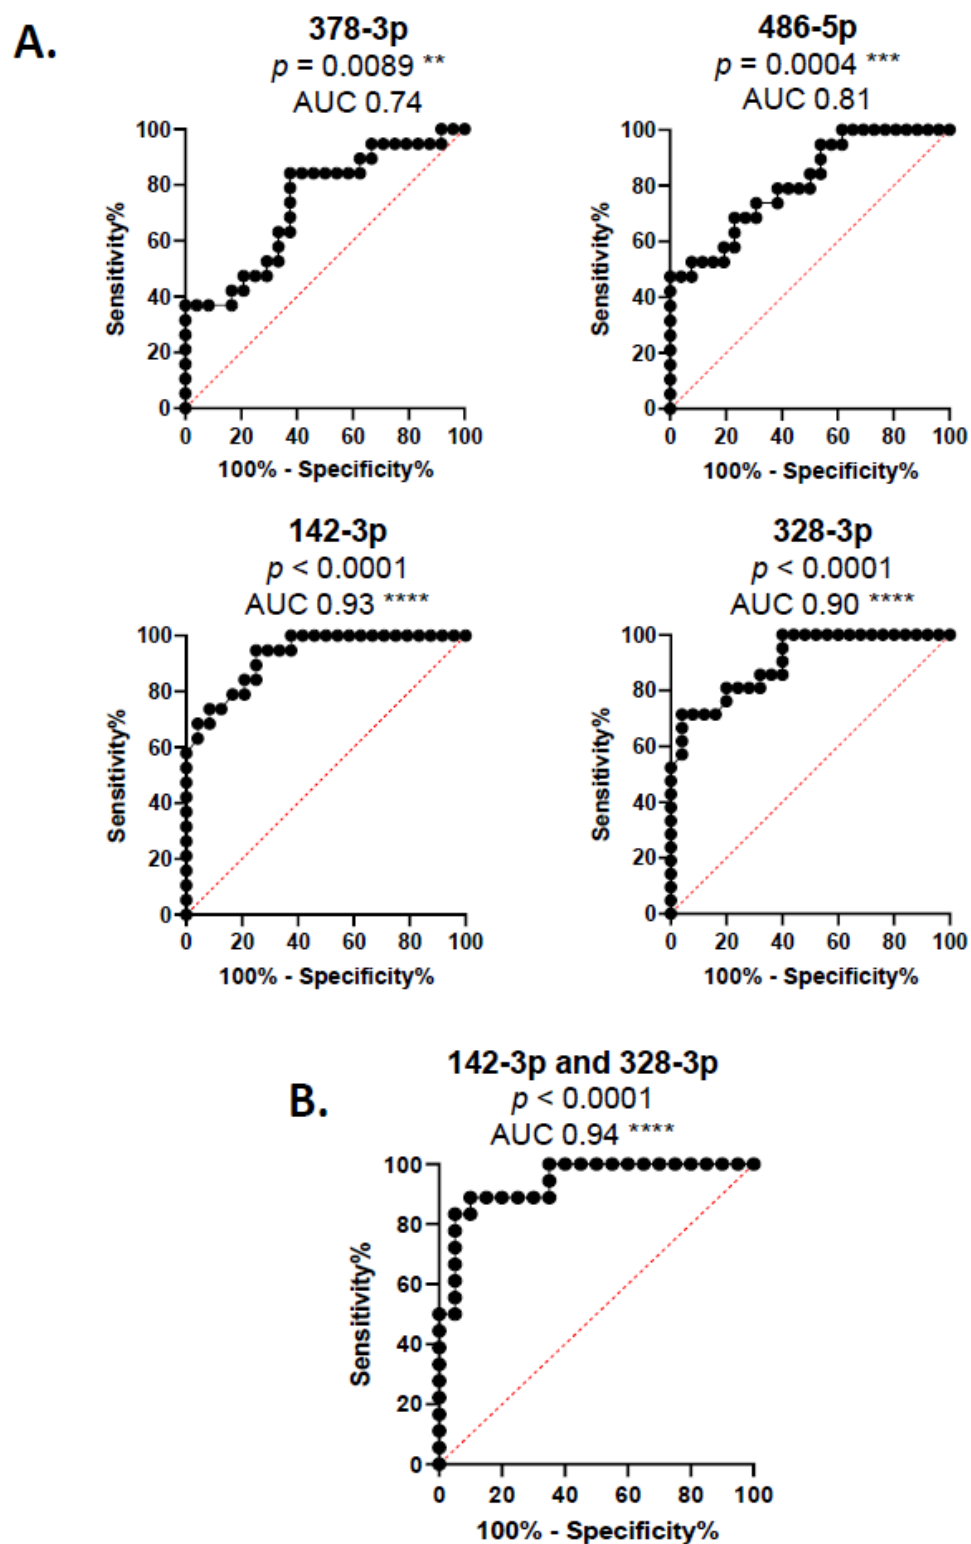 A.
378-3p
p = 0.0089 **
AUC 0.74
100
80
60
40
20
0
Sensitivity%
0 20 40 60 80 100
100% - Specificity%
486-5p
p = 0.0004 ***
AUC 0.81
100
80
60
40
20
0
Sensitivity%
0 20 40 60 80 100
100% - Specificity%
142-3p
p < 0.0001
AUC 0.93 ****
100
80
60
40
20
0
Sensitivity%
0 20 40 60 80 100
100% - Specificity%
328-3p
p < 0.0001
AUC 0.90 ****
100
80
60
40
20
0
Sensitivity%
0 20 40 60 80 100
100% - Specificity%
B.
142-3p and 328-3p
p < 0.0001
AUC 0.94 ****
100
80
60
40
20
0
Sensitivity%
0 20 40 60 80 100
100% - Specificity%